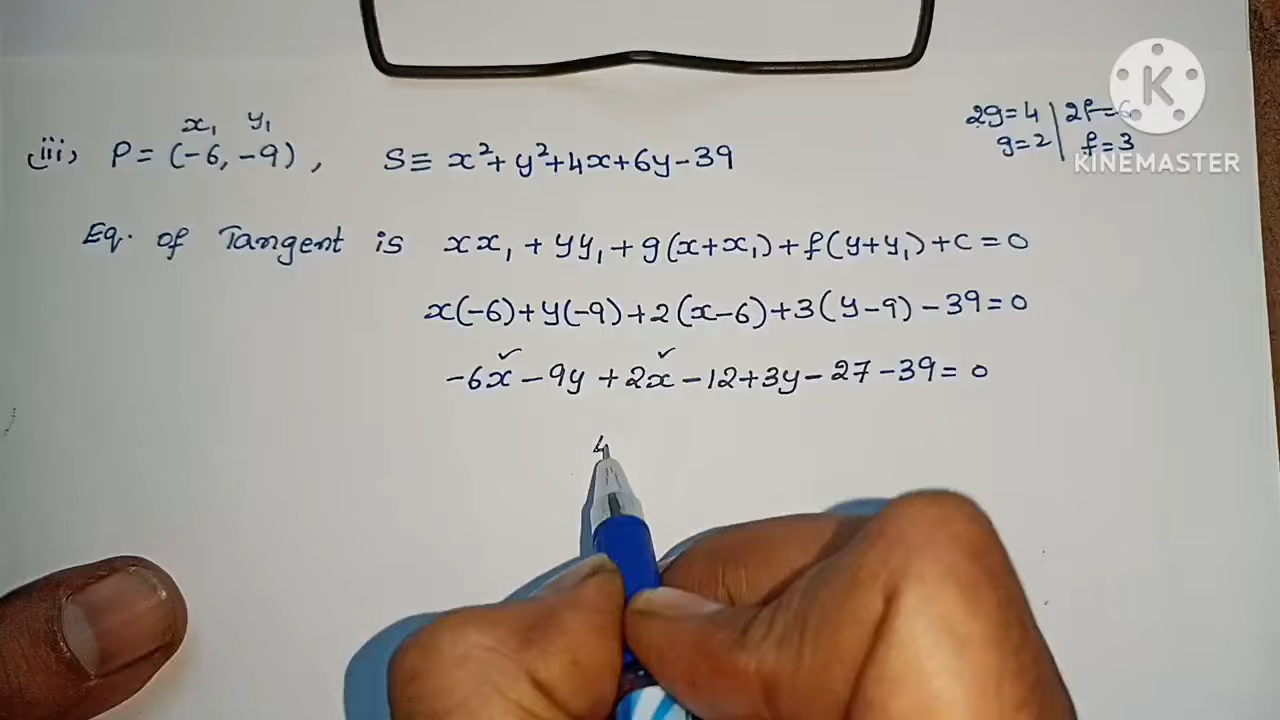 (iii) P = (-6, -9), S ≡ x²+y²+4x+6y-39
x₁ y₁
2g=4 | 2f=6
g=2 | f=3
K
KINEMASTER
Eq. of Tangent is xx₁ + yy₁ + g(x+x₁) + f(y+y₁) + c = 0
x(-6)+y(-9)+2(x-6)+3(y-9)-39=0
-6x-9y+2x-12+3y-27-39=0
4